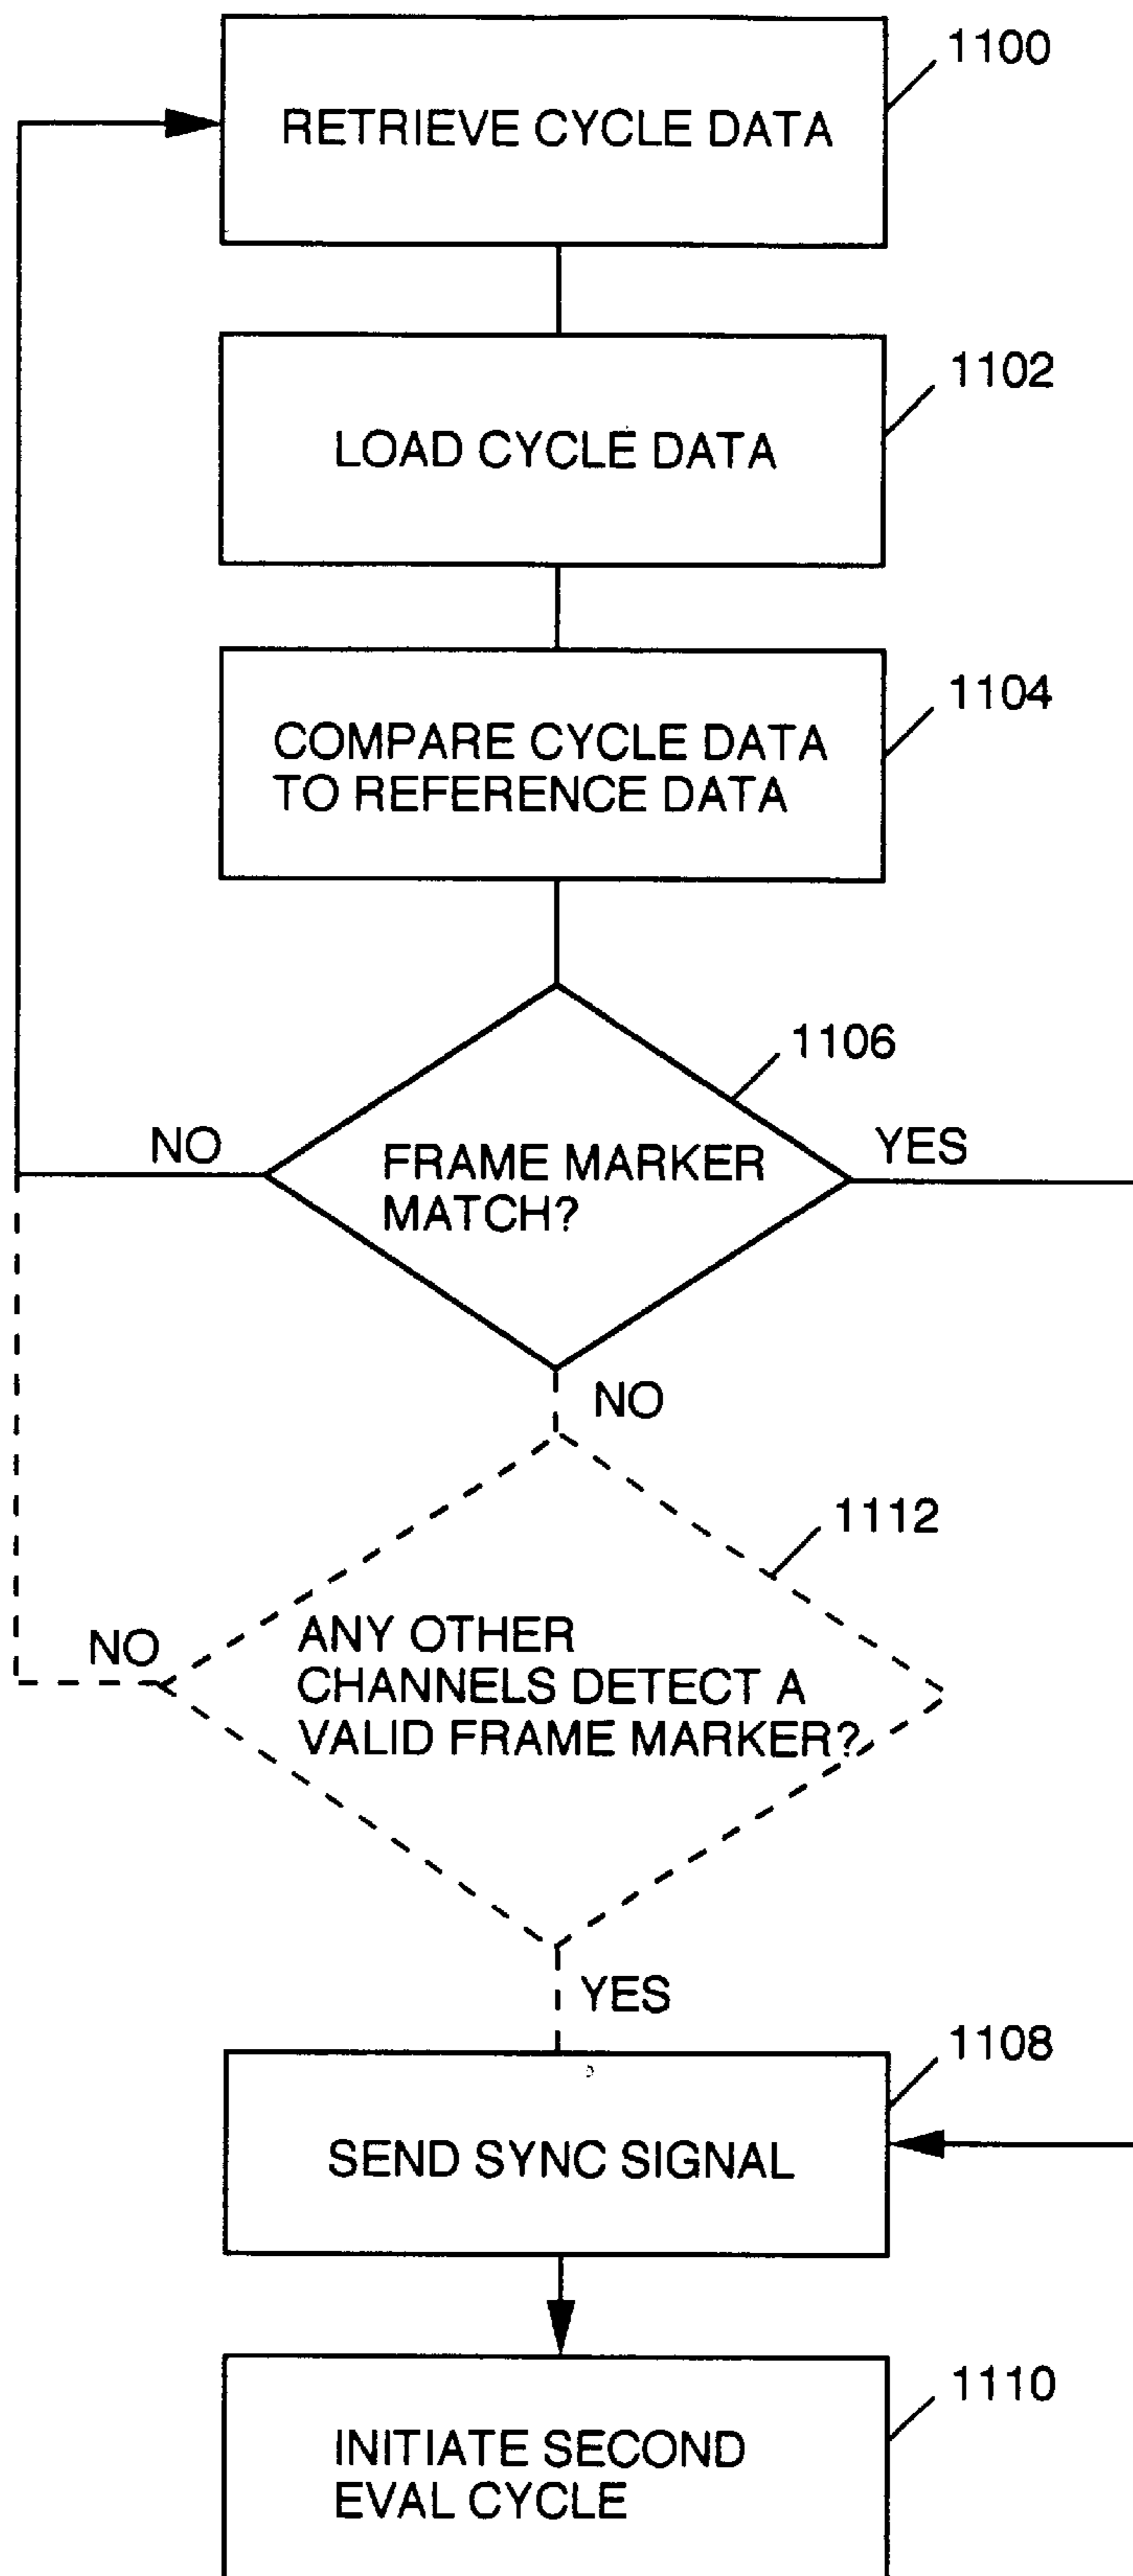 1100
RETRIEVE CYCLE DATA
1102
LOAD CYCLE DATA
1104
COMPARE CYCLE DATA
TO REFERENCE DATA
1106
NO
YES
FRAME MARKER
MATCH?
NO
1112
NO
ANY OTHER
CHANNELS DETECT A
VALID FRAME MARKER?
YES
1108
SEND SYNC SIGNAL
1110
INITIATE SECOND
EVAL CYCLE